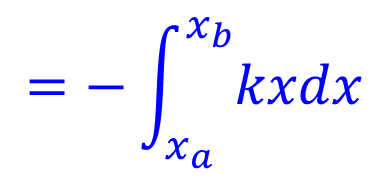 = − ∫_{x_a}^{x_b} kxdx